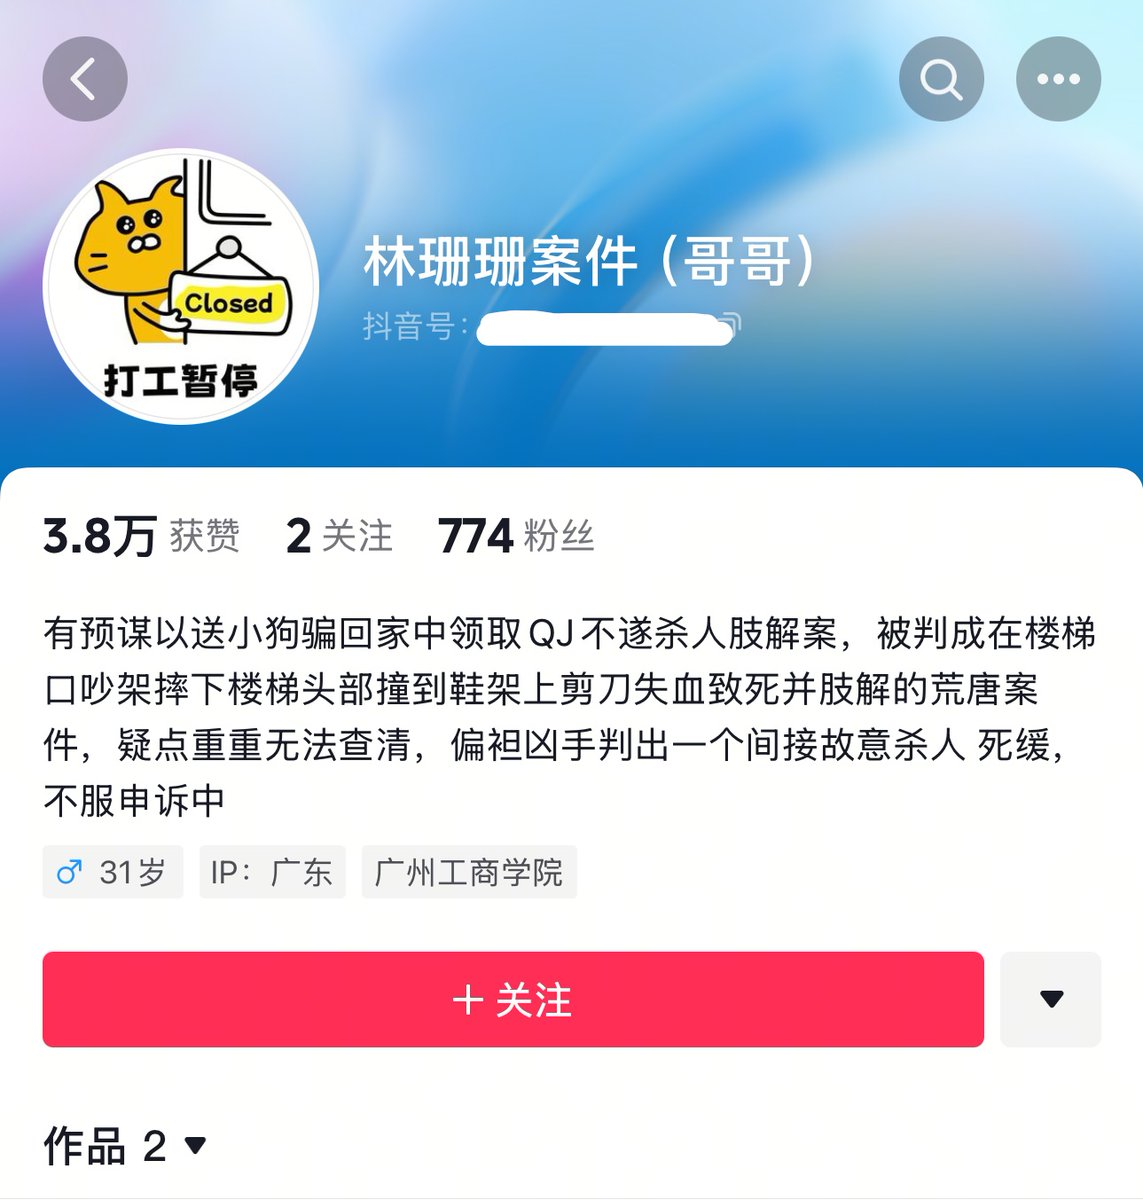 Closed
打工暂停
林珊珊案件（哥哥）
抖音号：
3.8万 获赞 2 关注 774 粉丝
有预谋以送小狗骗回家中领取QJ不遂杀人肢解案，被判成在楼梯
口吵架摔下楼梯头部撞到鞋架上剪刀失血致死并肢解的荒唐案
件，疑点重重无法查清，偏袒凶手判出一个间接故意杀人 死缓，
不服申诉中
♂ 31岁 IP：广东 广州工商学院
＋关注
作品 2